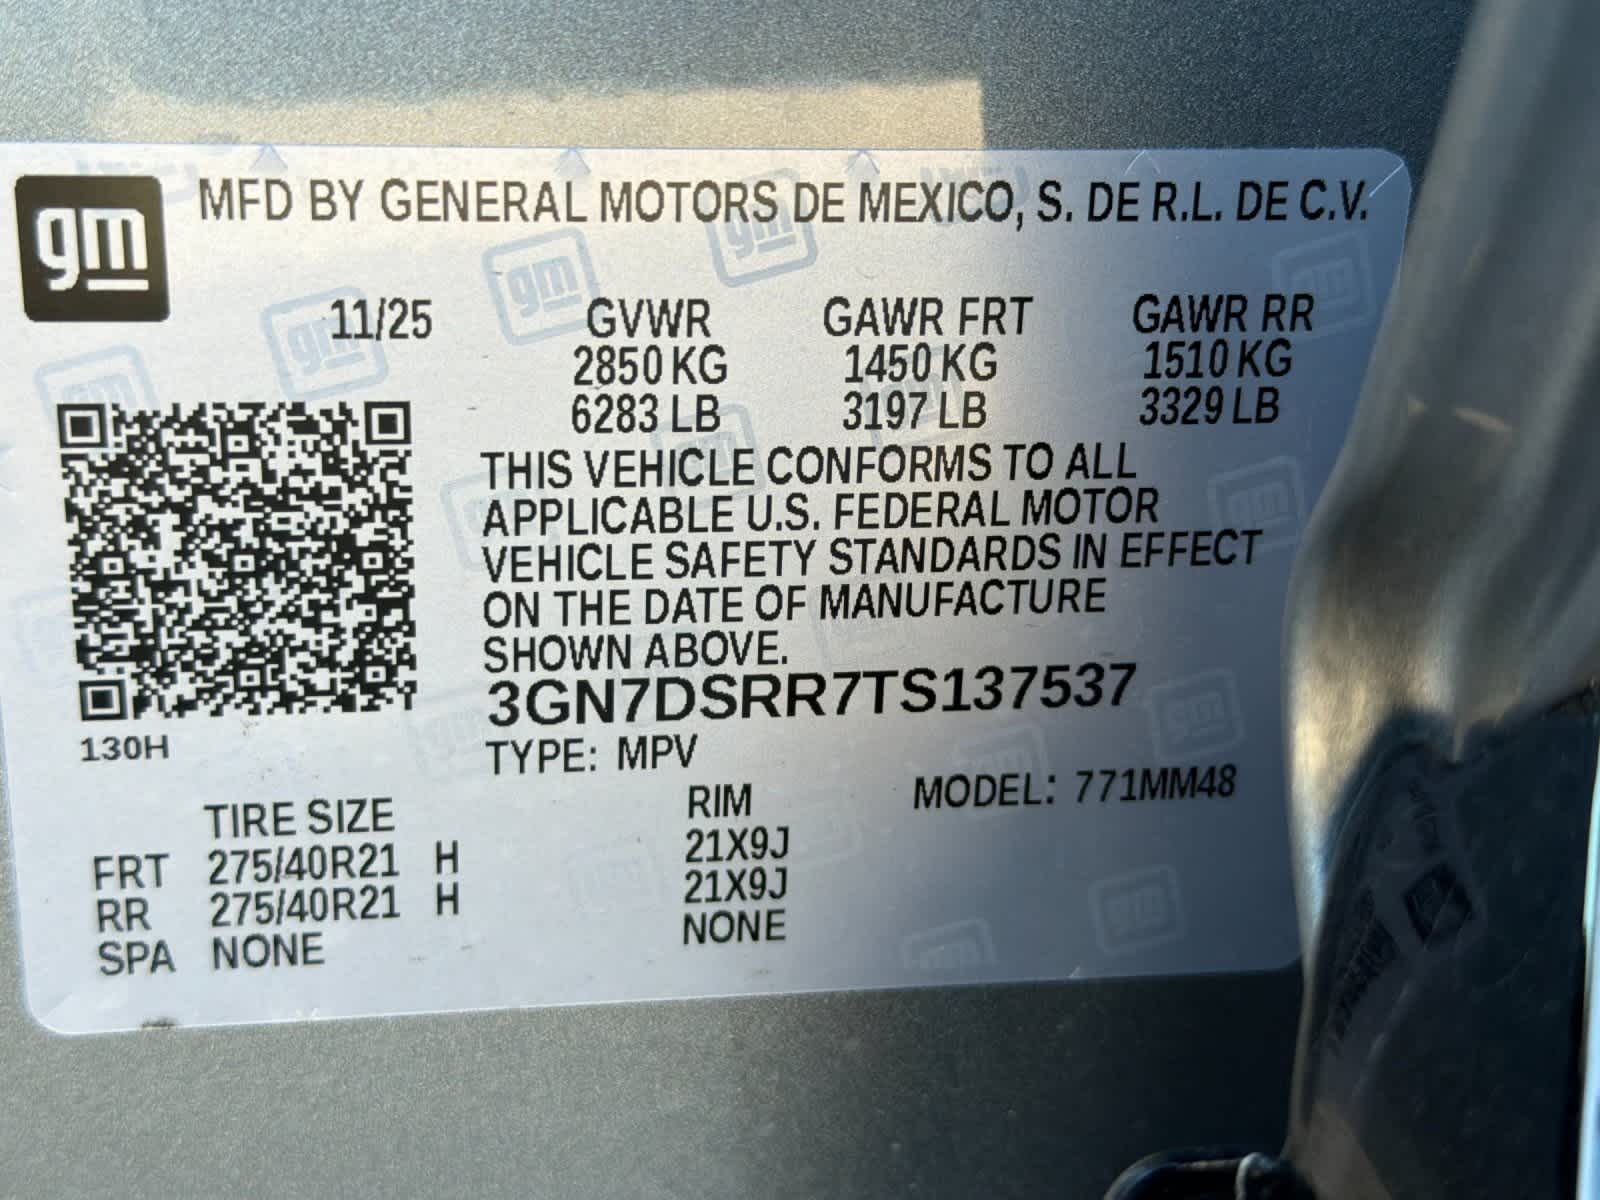 gm MFD BY GENERAL MOTORS DE MEXICO, S. DE R.L. DE C.V.
11/25 GVWR GAWR FRT GAWR RR
2850 KG 1450 KG 1510 KG
6283 LB 3197 LB 3329 LB
THIS VEHICLE CONFORMS TO ALL
APPLICABLE U.S. FEDERAL MOTOR
VEHICLE SAFETY STANDARDS IN EFFECT
ON THE DATE OF MANUFACTURE
SHOWN ABOVE.
3GN7DSRR7TS137537
130H
TYPE: MPV
TIRE SIZE RIM MODEL: 771MM48
FRT 275/40R21 H 21X9J
RR 275/40R21 H 21X9J
SPA NONE NONE